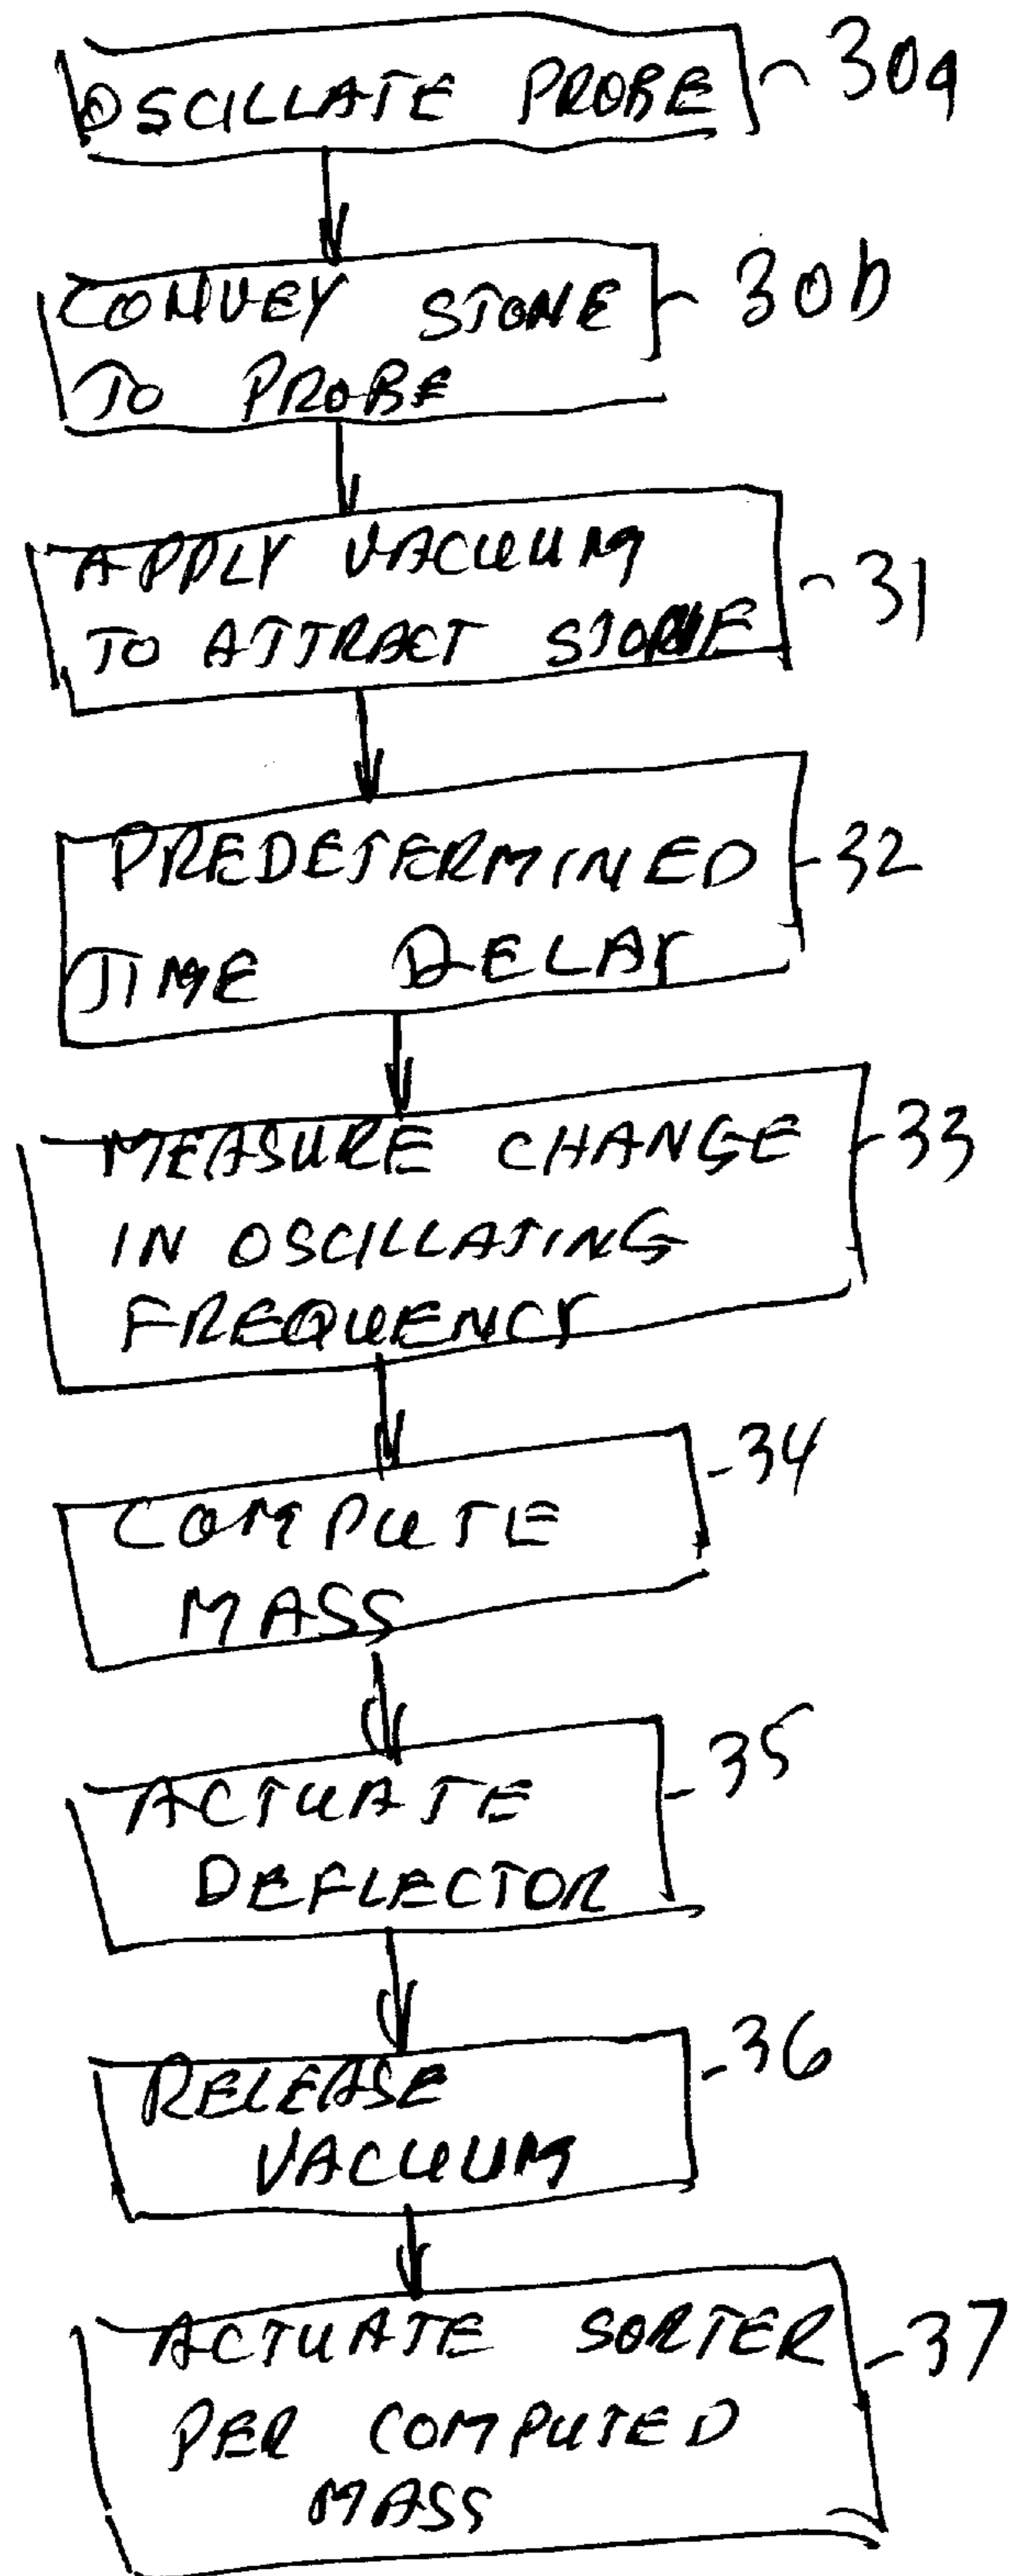 OSCILLATE PROBE 30a
CONVEY STONE 30b
TO PROBE
APPLY VACUUM
TO ATTRACT STONE 31
PREDETERMINED 32
TIME DELAY
MEASURE CHANGE 33
IN OSCILLATING
FREQUENCY
COMPUTE 34
MASS
ACTUATE 35
DEFLECTOR
RELEASE 36
VACUUM
ACTUATE SORTER 37
PER COMPUTED
MASS